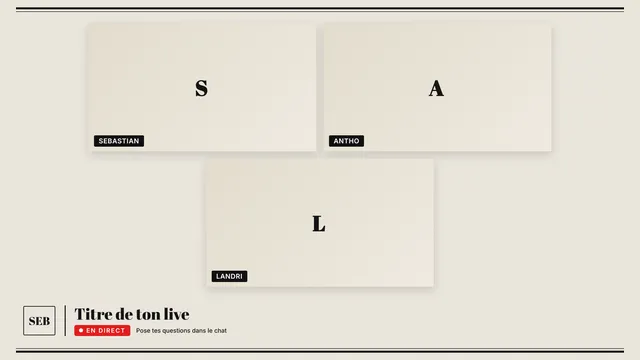 S
A
SEBASTIAN
ANTHO
L
LANDRI
SEB
Titre de ton live
EN DIRECT
Pose tes questions dans le chat